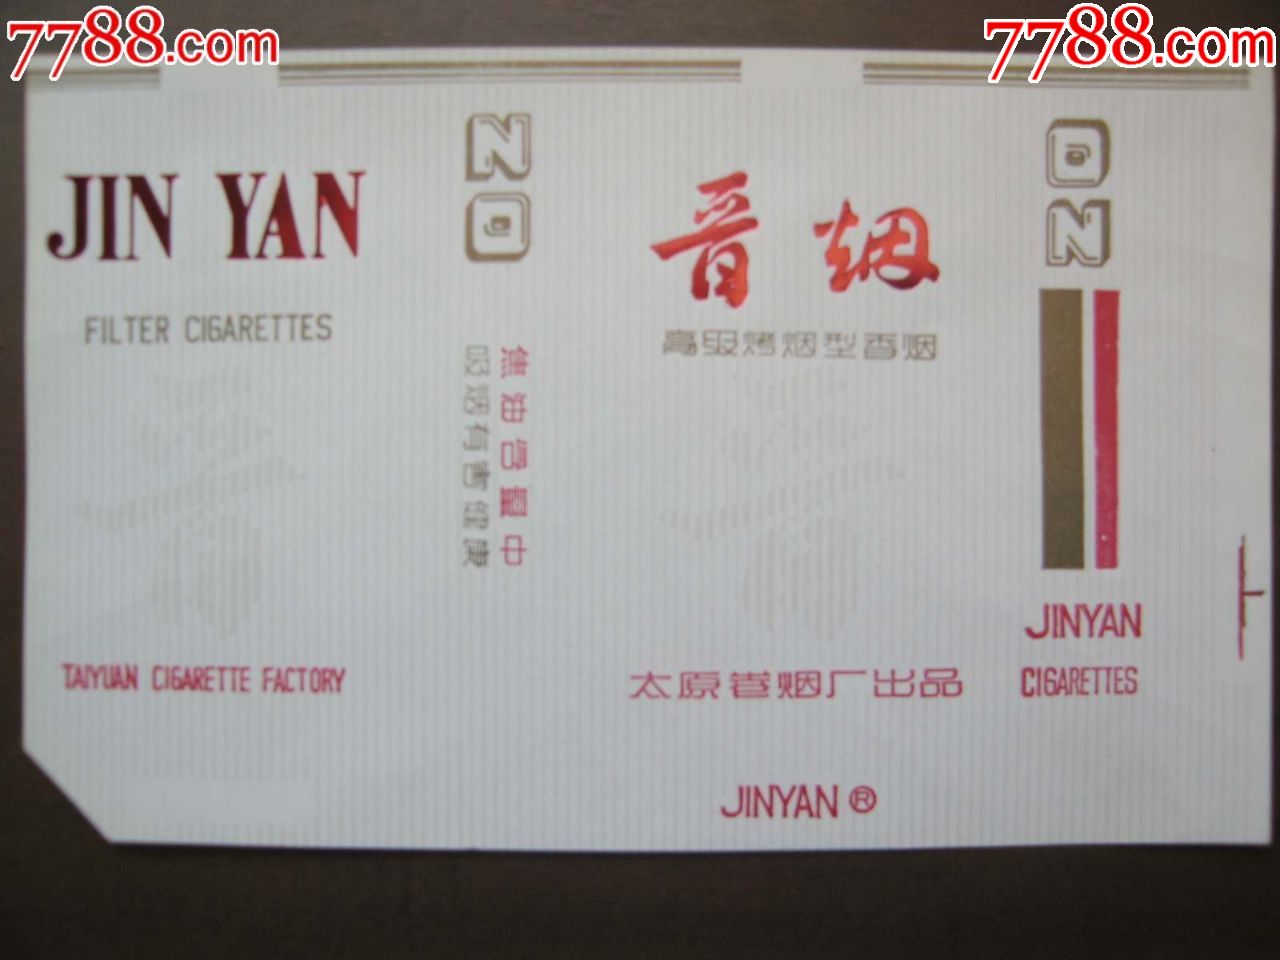 7788.com
7788.com
JIN YAN
FILTER CIGARETTES
TAIYUAN CIGARETTE FACTORY
焦油含量中
吸烟有害健康
晋烟
高级烤烟型香烟
太原卷烟厂出品
JINYAN ®
JINYAN
CIGARETTES